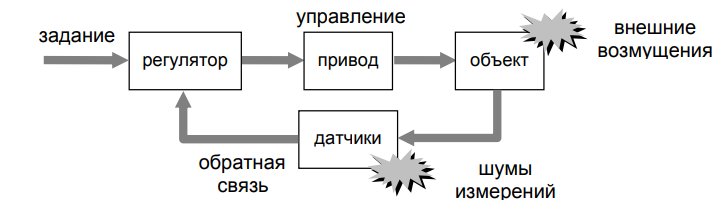 управление
задание
внешние
возмущения
регулятор
привод
объект
датчики
обратная
связь
шумы
измерений